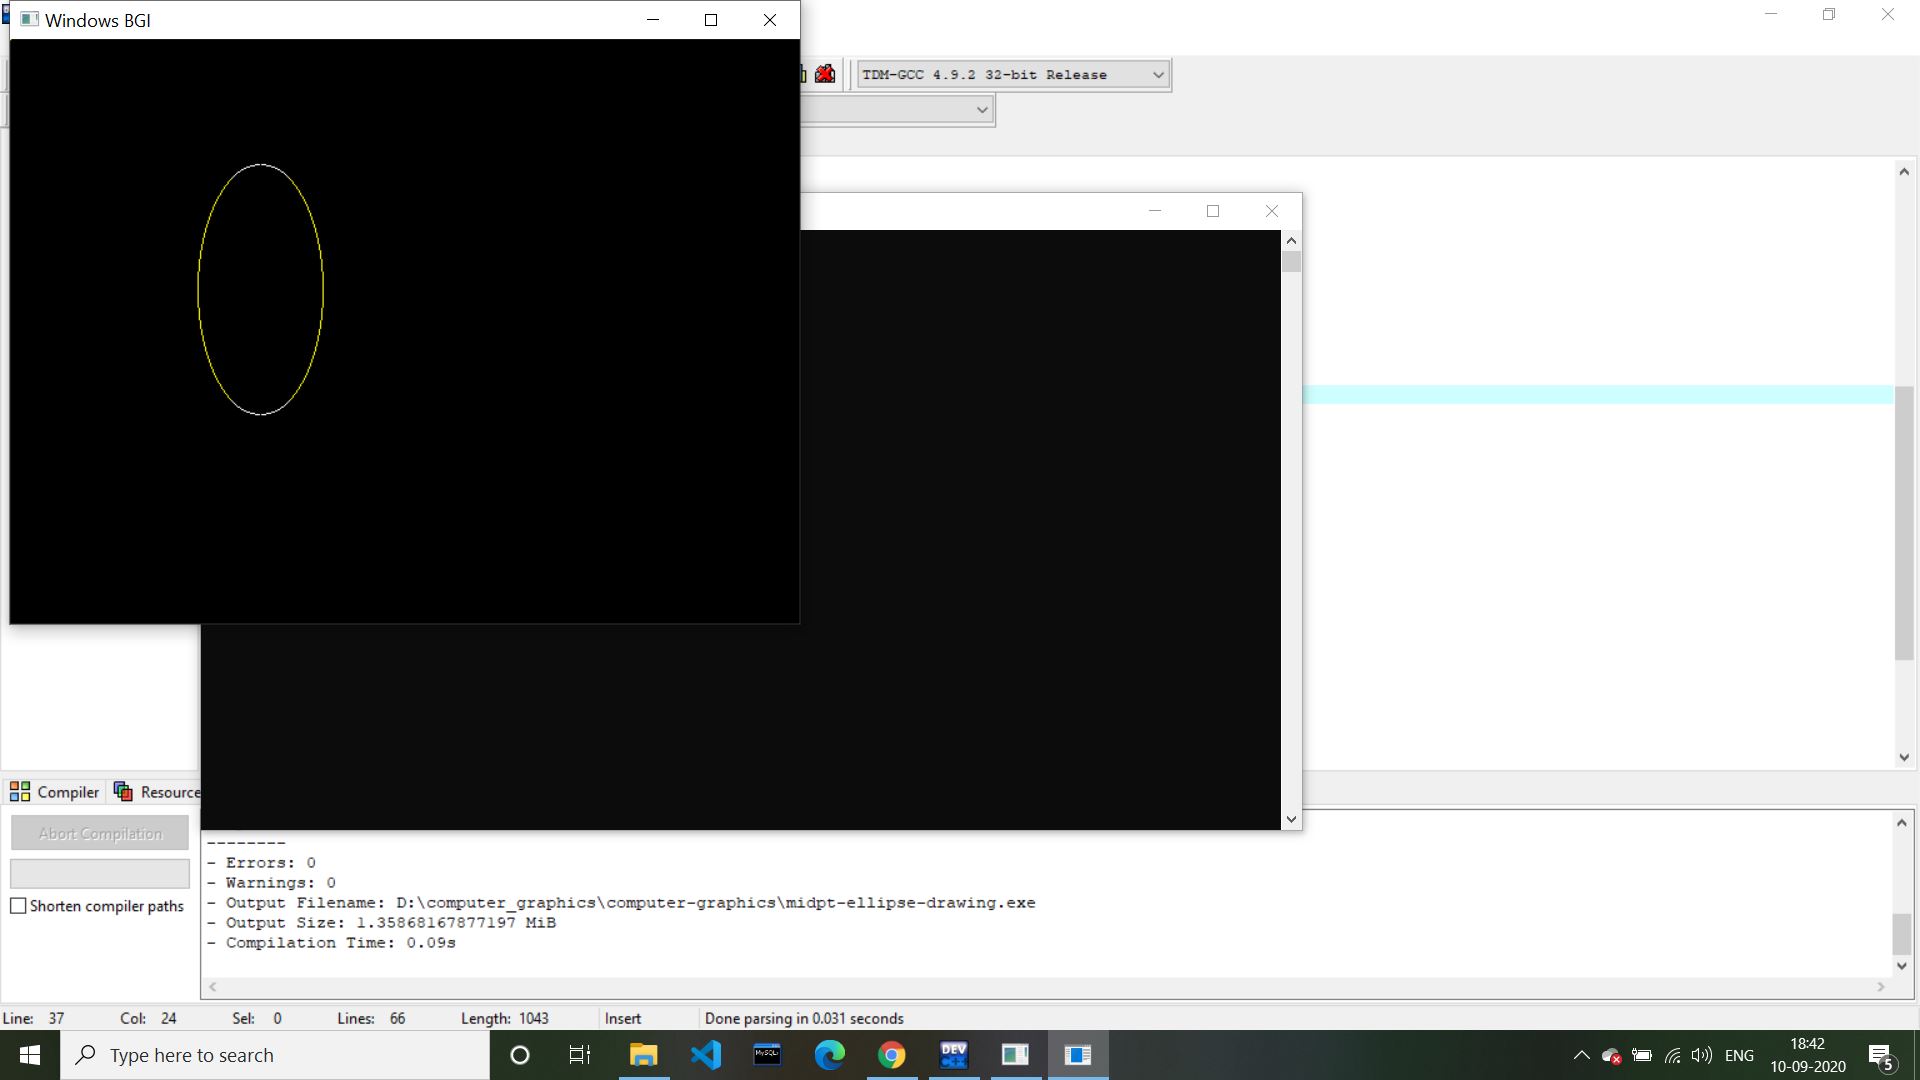 Windows BGI
TDM-GCC 4.9.2 32-bit Release
Compiler
Resource
Abort Compilation
Shorten compiler paths
--------
- Errors: 0
- Warnings: 0
- Output Filename: D:\computer_graphics\computer-graphics\midpt-ellipse-drawing.exe
- Output Size: 1.35868167877197 MiB
- Compilation Time: 0.09s
Line: 37 Col: 24 Sel: 0 Lines: 66 Length: 1043 Insert Done parsing in 0.031 seconds
Type here to search
MySQL
DEV
C++
ENG
18:42
10-09-2020
5